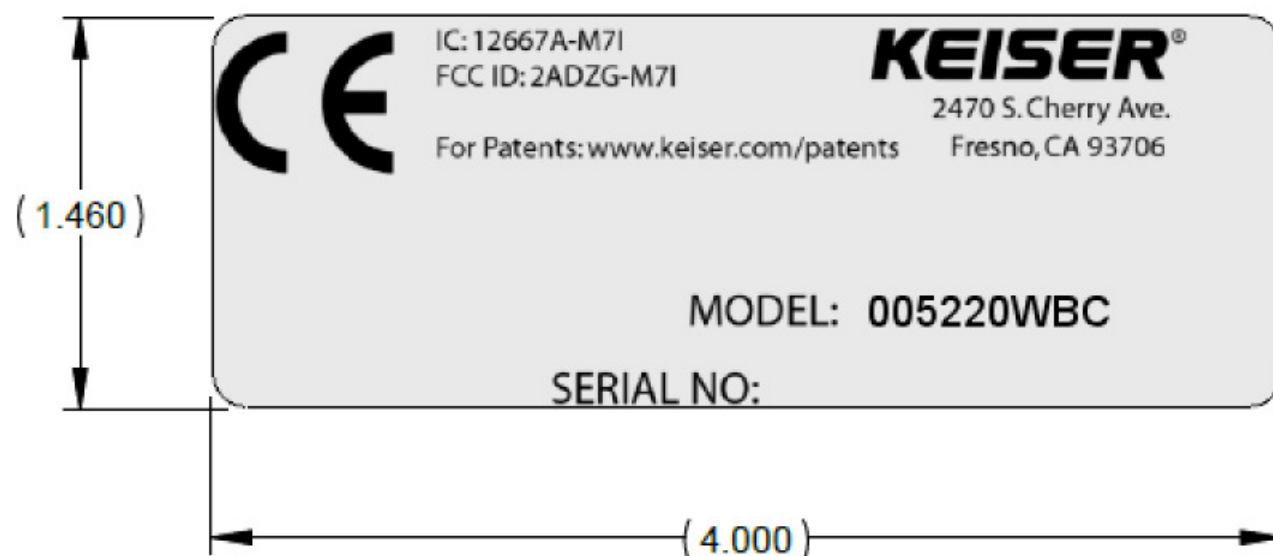 CE
IC: 12667A-M7I
FCC ID: 2ADZG-M7I
For Patents: www.keiser.com/patents
KEISER®
2470 S. Cherry Ave.
Fresno, CA 93706
(1.460)
MODEL: 005220WBC
SERIAL NO:
(4.000)